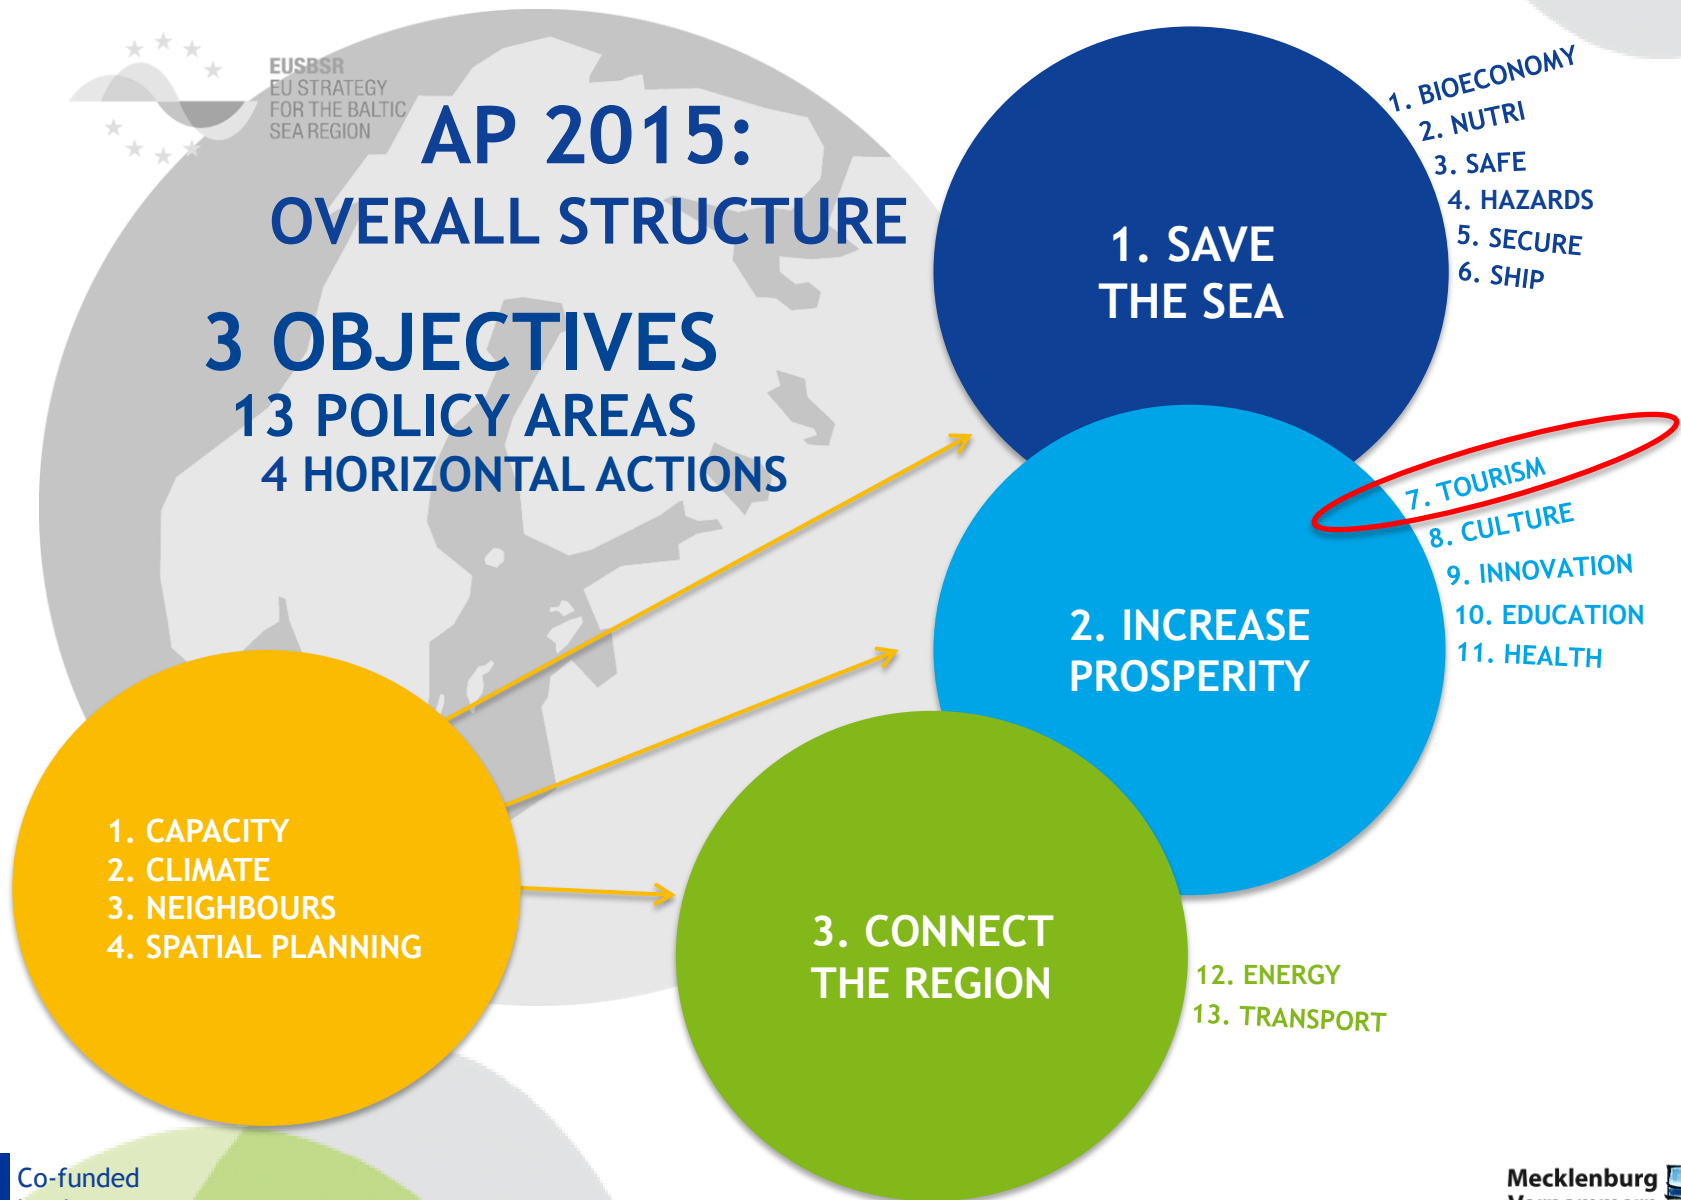 EUSBSR
EU STRATEGY
FOR THE BALTIC
SEA REGION
AP 2015:
OVERALL STRUCTURE
3 OBJECTIVES
13 POLICY AREAS
4 HORIZONTAL ACTIONS
1. SAVE
THE SEA
1. BIOECONOMY
2. NUTRI
3. SAFE
4. HAZARDS
5. SECURE
6. SHIP
2. INCREASE
PROSPERITY
7. TOURISM
8. CULTURE
9. INNOVATION
10. EDUCATION
11. HEALTH
1. CAPACITY
2. CLIMATE
3. NEIGHBOURS
4. SPATIAL PLANNING
3. CONNECT
THE REGION
12. ENERGY
13. TRANSPORT
Co-funded
Mecklenburg